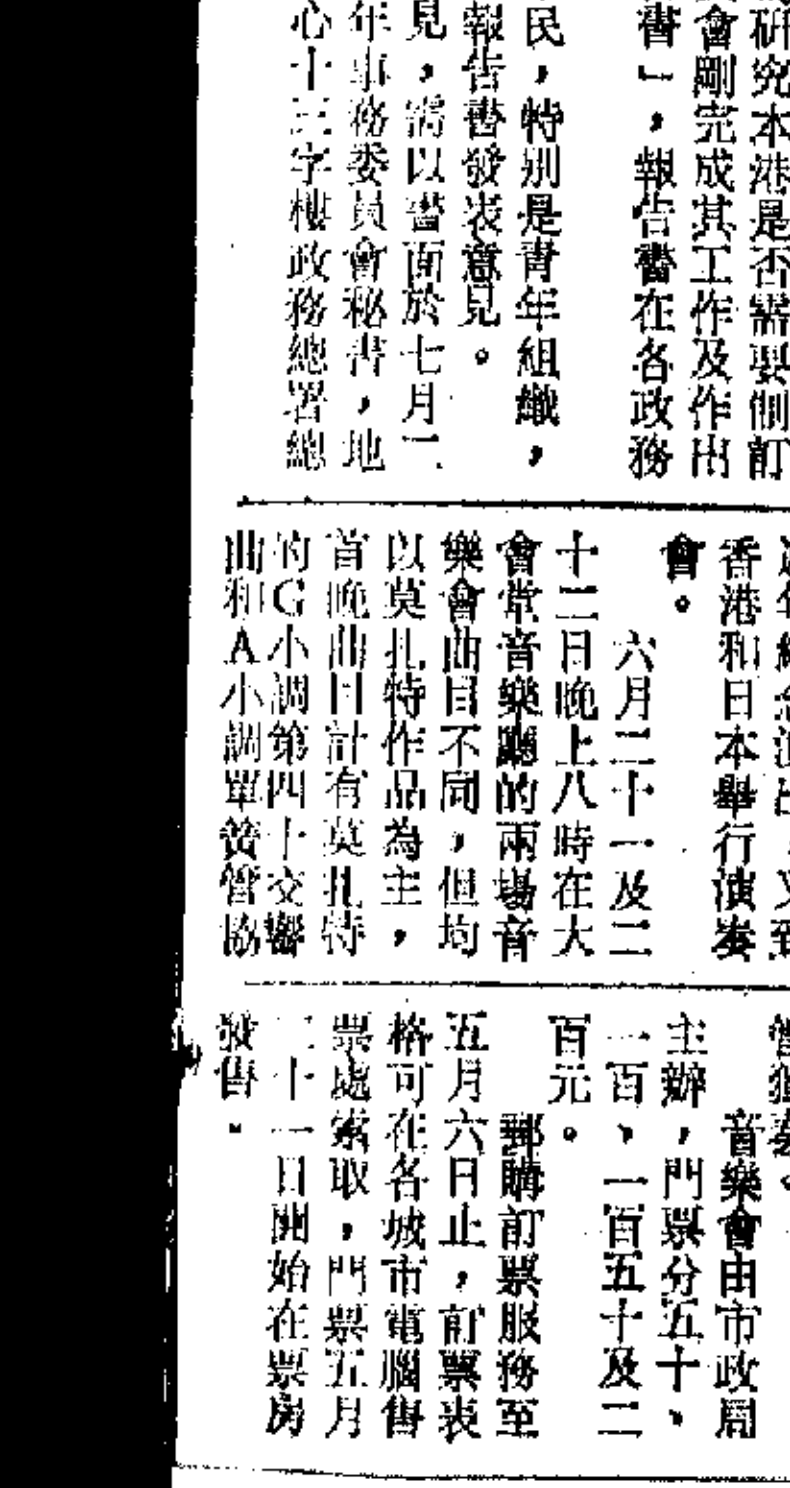 研究本港是否需要制訂
會剛完成其工作及作出
書」，報告書在各政務
民，特別是青年組織，
報告書發表意見。
見，需以書面於七月二
年事務委員會秘書，地
心十三字樓政務總署總
香港和日本舉行演奏
會。
六月二十一及二
十二日晚上八時在大
會堂音樂廳的兩場音
樂會曲目不同，但均
以莫扎特作品為主，
首晚曲目計有莫扎特
的G小調第四十交響
曲和A小調單簧管協
音樂會由市政局
主辦，門票分五十、
一百、一百五十及二
百元。
郵購訂票服務至
五月六日止，訂票表
格可在各城市電腦售
票處索取，門票五月
二十一日開始在票房
發售。